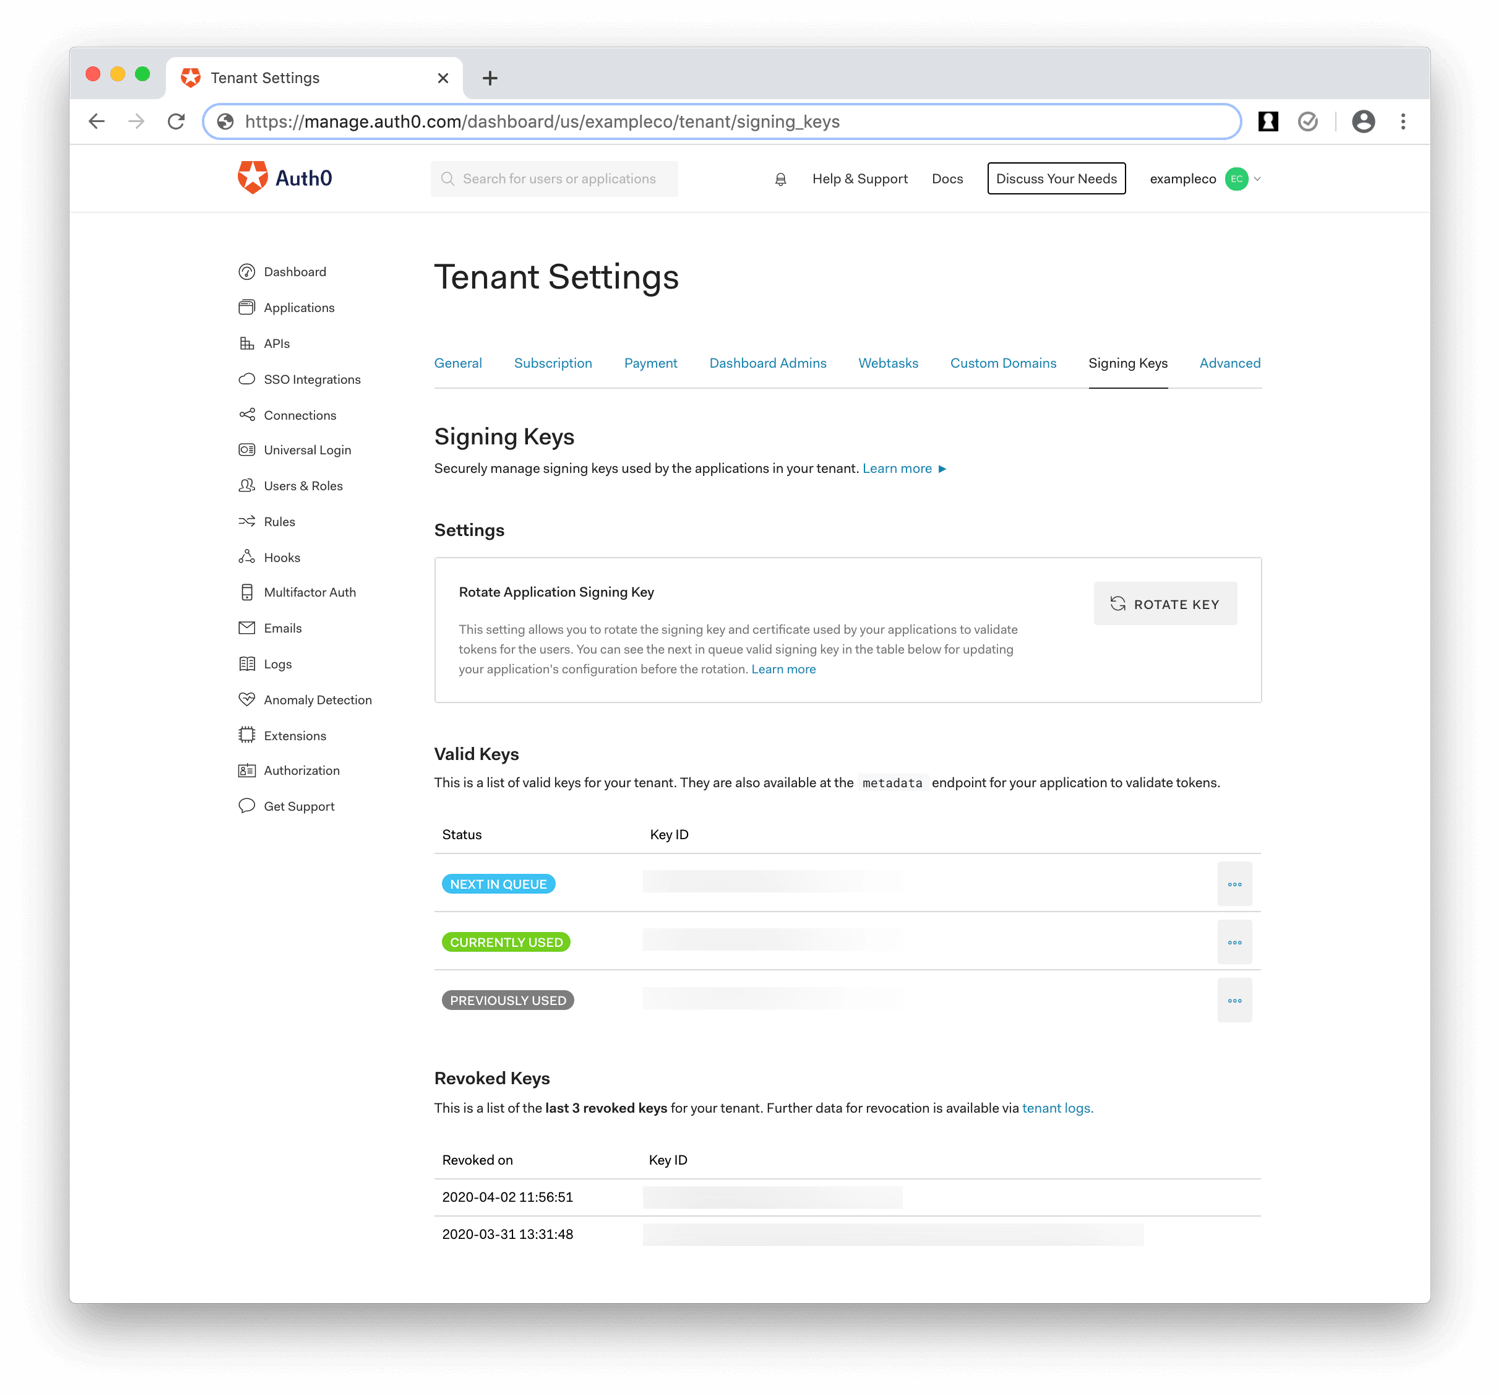 Tenant Settings
https://manage.auth0.com/dashboard/us/exampleco/tenant/signing_keys
Auth0
Search for users or applications
Help & Support
Docs
Discuss Your Needs
exampleco
EC
Dashboard
Applications
APIs
SSO Integrations
Connections
Universal Login
Users & Roles
Rules
Hooks
Multifactor Auth
Emails
Logs
Anomaly Detection
Extensions
Authorization
Get Support
Tenant Settings
General
Subscription
Payment
Dashboard Admins
Webtasks
Custom Domains
Signing Keys
Advanced
Signing Keys
Securely manage signing keys used by the applications in your tenant. Learn more ►
Settings
Rotate Application Signing Key
This setting allows you to rotate the signing key and certificate used by your applications to validate
tokens for the users. You can see the next in queue valid signing key in the table below for updating
your application's configuration before the rotation. Learn more
ROTATE KEY
Valid Keys
This is a list of valid keys for your tenant. They are also available at the metadata endpoint for your application to validate tokens.
Status Key ID
NEXT IN QUEUE
CURRENTLY USED
PREVIOUSLY USED
Revoked Keys
This is a list of the last 3 revoked keys for your tenant. Further data for revocation is available via tenant logs.
Revoked on Key ID
2020-04-02 11:56:51
2020-03-31 13:31:48